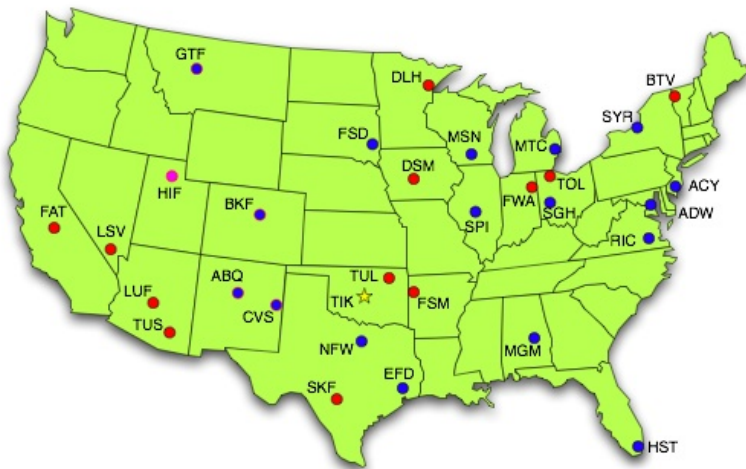 GTF
DLH
BTV
SYR
FSD
MSN
MTC
DSM
HIF
FWA
TOL
ACY
BKF
SPI
SGH
ADW
FAT
LSV
RIC
LUF
ABQ
TUL
TIK
FSM
CVS
TUS
NFW
MGM
SKF
EFD
HST